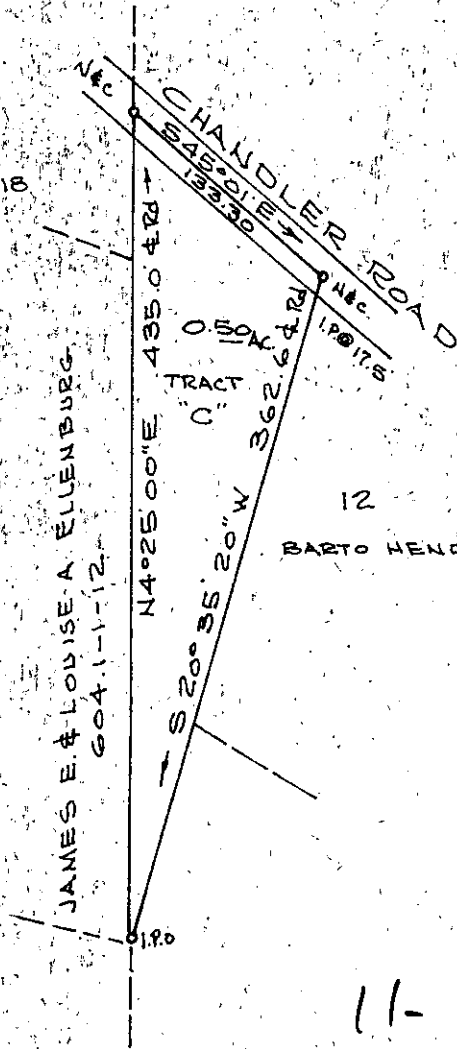 N&C
CHANDLER ROAD
S45°01'E
133.30
18
435.0 ¢ Rd
N&C.
I.P.@17.5
0.50 AC.
TRACT
"C"
362.6 ¢ Rd
N4°25'00"E
12
BARTO HEND
S 20° 35' 20" W
JAMES E. & LOUISE A. ELLENBURG
604.1-1-12
I.P.O
11-